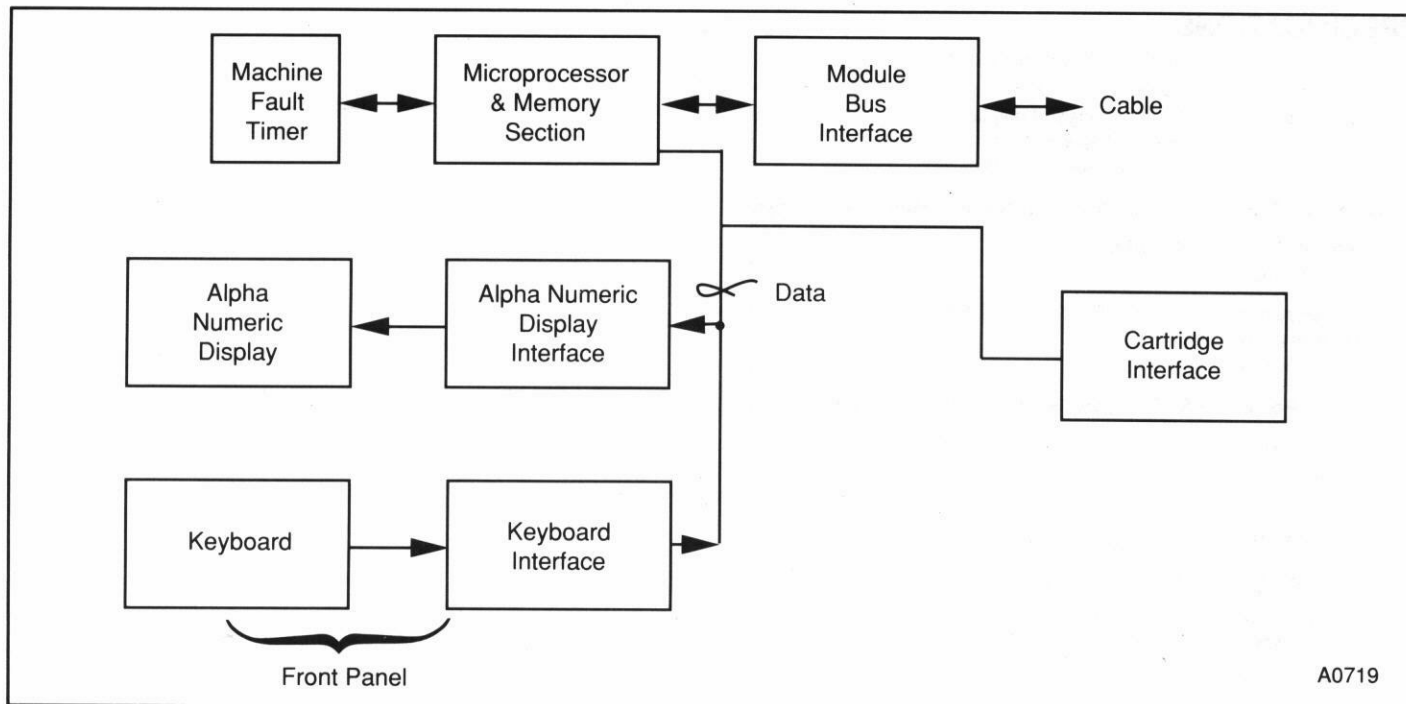 Machine
Fault
Timer
Microprocessor
& Memory
Section
Module
Bus
Interface
Cable
Alpha
Numeric
Display
Alpha Numeric
Display
Interface
Data
Cartridge
Interface
Keyboard
Keyboard
Interface
Front Panel
A0719